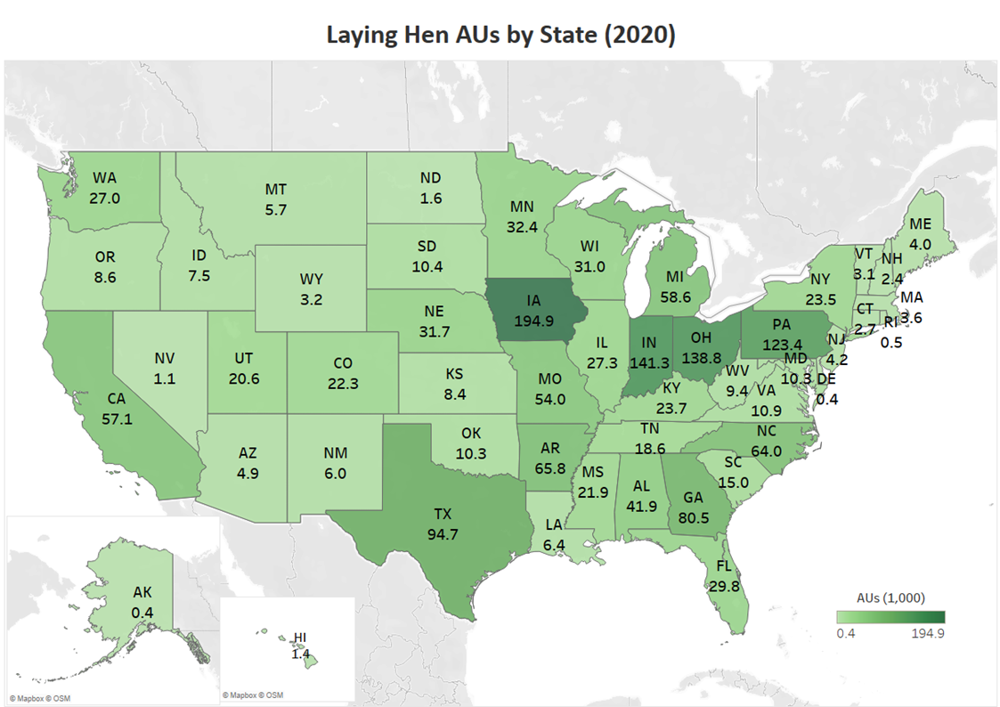 Laying Hen AUs by State (2020)
WA
27.0
MT
5.7
ND
1.6
MN
32.4
OR
8.6
ID
7.5
WY
3.2
SD
10.4
WI
31.0
MI
58.6
NY
23.5
VT
3.1
NH
2.4
ME
4.0
MA
3.6
CT
2.7
RI
0.5
IA
194.9
NE
31.7
NV
1.1
UT
20.6
CO
22.3
KS
8.4
MO
54.0
IL
27.3
IN
141.3
OH
138.8
PA
123.4
NJ
4.2
MD
10.3
DE
0.4
WV
9.4
VA
10.9
KY
23.7
CA
57.1
AZ
4.9
NM
6.0
OK
10.3
AR
65.8
TN
18.6
NC
64.0
SC
15.0
MS
21.9
AL
41.9
GA
80.5
TX
94.7
LA
6.4
FL
29.8
AK
0.4
HI
1.4
AUs (1,000)
0.4 194.9
© Mapbox © OSM
© Mapbox © OSM